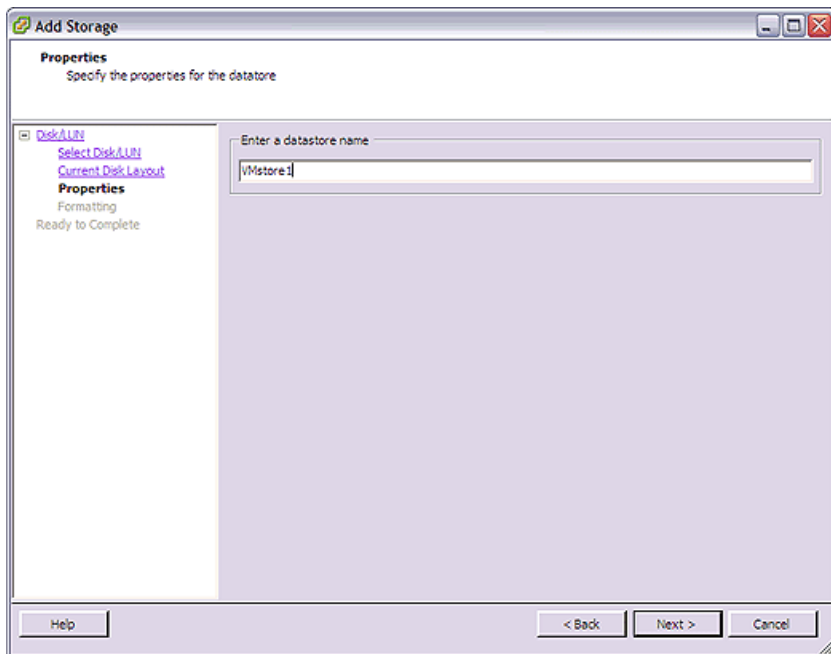 Add Storage
Properties
Specify the properties for the datatore
Disk/LUN
Select Disk/LUN
Current Disk Layout
Properties
Formatting
Ready to Complete
Enter a datastore name
VMstore1
Help
< Back
Next >
Cancel